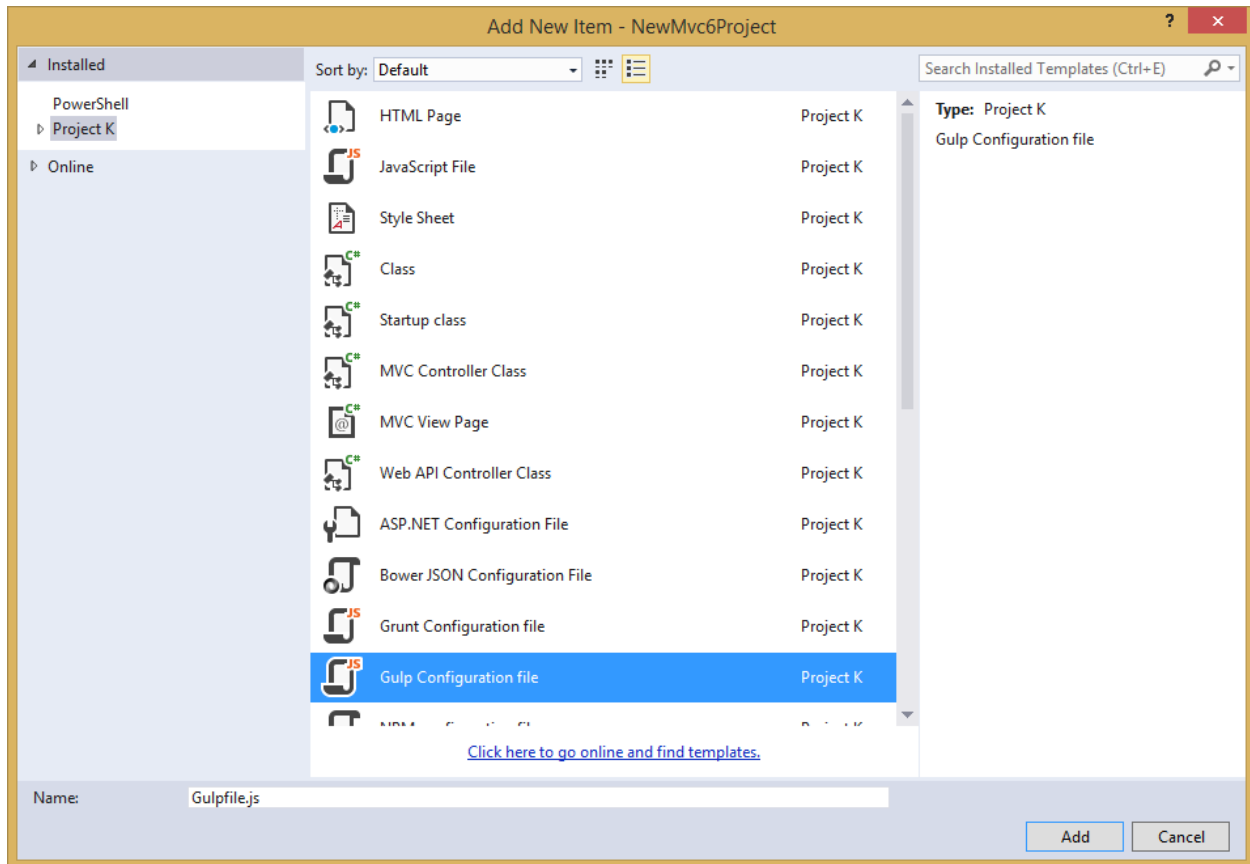 Add New Item - NewMvc6Project
?
Installed
PowerShell
Project K
Online
Sort by: Default
Search Installed Templates (Ctrl+E)
HTML Page Project K
JS
JavaScript File Project K
Style Sheet Project K
C#
Class Project K
C#
Startup class Project K
C#
MVC Controller Class Project K
C#
@
MVC View Page Project K
C#
Web API Controller Class Project K
ASP.NET Configuration File Project K
Bower JSON Configuration File Project K
JS
Grunt Configuration file Project K
JS
Gulp Configuration file Project K
Click here to go online and find templates.
Type: Project K
Gulp Configuration file
Name: Gulpfile.js
Add Cancel